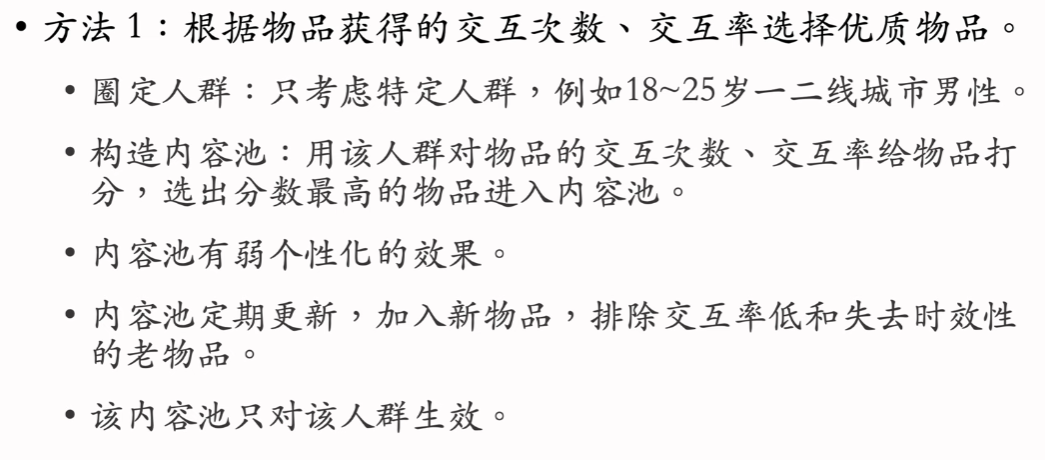 • 方法1：根据物品获得的交互次数、交互率选择优质物品。
• 圈定人群：只考虑特定人群，例如18~25岁一二线城市男性。
• 构造内容池：用该人群对物品的交互次数、交互率给物品打
分，选出分数最高的物品进入内容池。
• 内容池有弱个性化的效果。
• 内容池定期更新，加入新物品，排除交互率低和失去时效性
的老物品。
• 该内容池只对该人群生效。